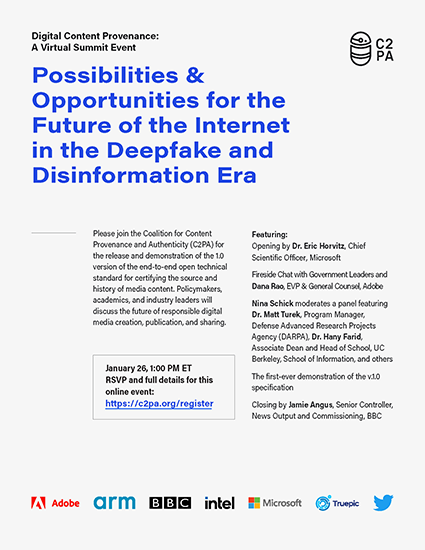 Digital Content Provenance:
A Virtual Summit Event
C2
PA
Possibilities &
Opportunities for the
Future of the Internet
in the Deepfake and
Disinformation Era
Please join the Coalition for Content
Provenance and Authenticity (C2PA) for
the release and demonstration of the 1.0
version of the end-to-end open technical
standard for certifying the source and
history of media content. Policymakers,
academics, and industry leaders will
discuss the future of responsible digital
media creation, publication, and sharing.
January 26, 1:00 PM ET
RSVP and full details for this
online event:
https://c2pa.org/register
Featuring:
Opening by Dr. Eric Horvitz, Chief
Scientific Officer, Microsoft
Fireside Chat with Government Leaders and
Dana Rao, EVP & General Counsel, Adobe
Nina Schick moderates a panel featuring
Dr. Matt Turek, Program Manager,
Defense Advanced Research Projects
Agency (DARPA), Dr. Hany Farid,
Associate Dean and Head of School, UC
Berkeley, School of Information, and others
The first-ever demonstration of the v.1.0
specification
Closing by Jamie Angus, Senior Controller,
News Output and Commissioning, BBC
Adobe
arm
BBC
intel
Microsoft
Truepic